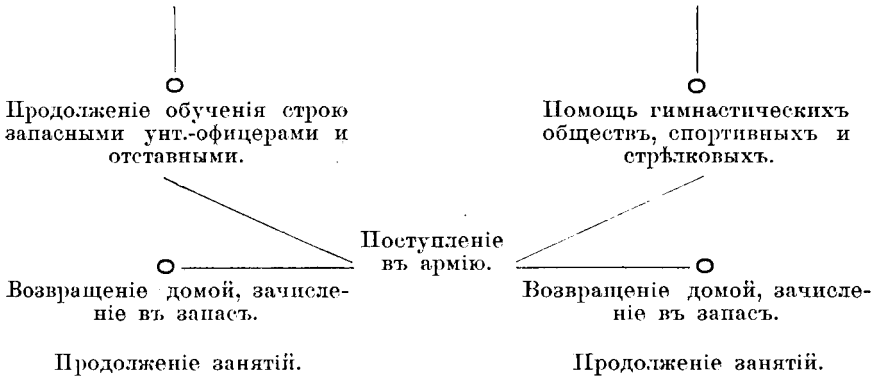 Продолженіе обученія строю
запасными унт.-офицерами и
отставными.
Помощь гимнастическихъ
обществъ, спортивныхъ и
стрѣлковыхъ.
Поступленіе
въ армію.
Возвращеніе домой, зачисле-
ніе въ запасъ.
Продолженіе занятій.
Возвращеніе домой, зачисле-
ніе въ запасъ.
Продолженіе занятій.